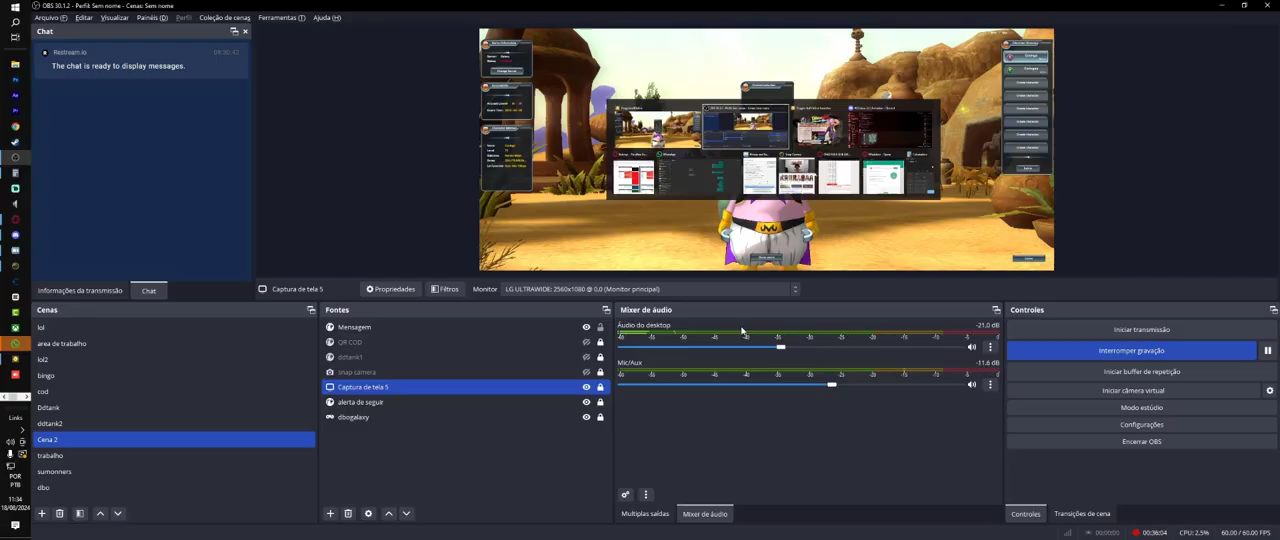 OBS 30.1.2 - Perfil: Sem nome - Cenas: Sem nome
Arquivo (F) Editar Visualizar Painéis (D) Perfil Coleção de cenas Ferramentas (T) Ajuda (H)
Chat
Restream.io
The chat is ready to display messages.
Informações da transmissão Chat
Captura de tela 5 Propriedades Filtros Monitor LG ULTRAWIDE: 2560x1080 @ 0,0 (Monitor principal)
Cenas
lol
area de trabalho
lol2
bingo
cod
Ddtank
ddtank2
Cena 2
trabalho
sumonners
dbo
Fontes
Mensagem
QR COD
ddtank1
snap camera
Captura de tela 5
alerta de seguir
dbogalaxy
Mixer de áudio
Áudio do desktop -21.0 dB
Mic/Aux -11.6 dB
Multiplas saídas Mixer de áudio
Controles
Iniciar transmissão
Interromper gravação
Iniciar buffer de repetição
Iniciar câmera virtual
Modo estúdio
Configurações
Encerrar OBS
Controles Transições de cena
Links
POR
PTB
11:34
18/08/2024
00:00:00 00:36:04 CPU: 2.5% 60.00 / 60.00 FPS